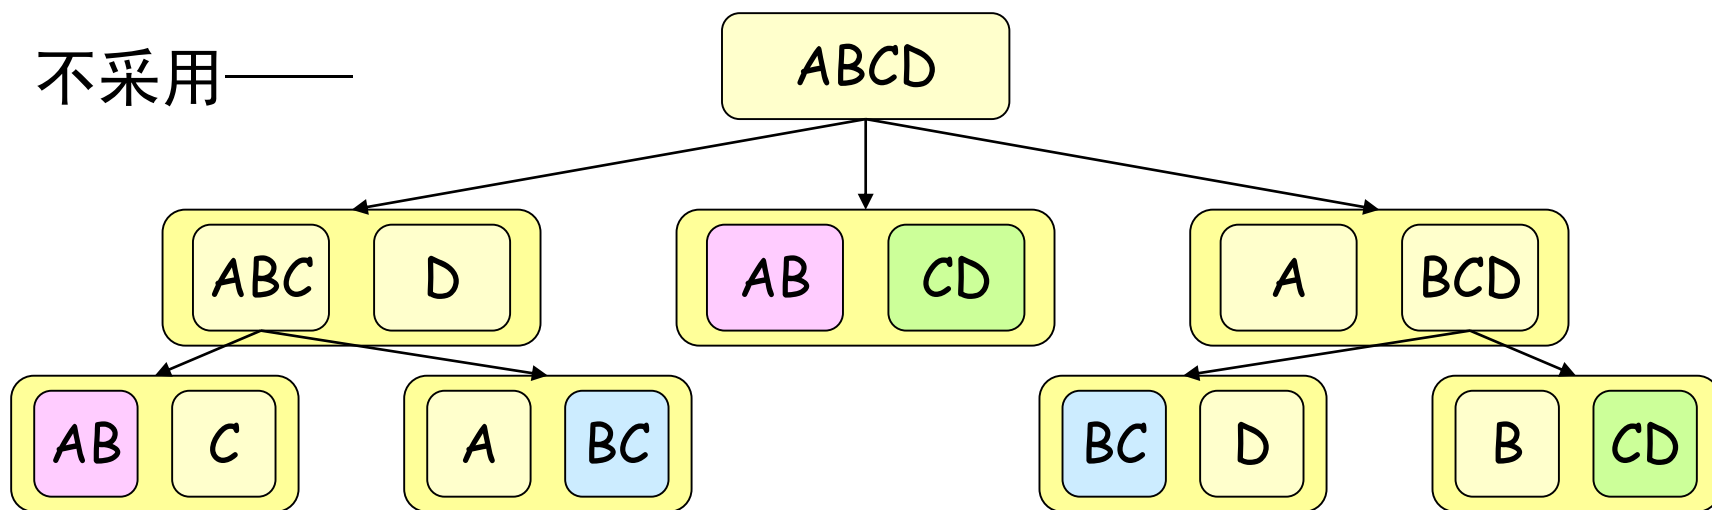 不采用——
ABCD
ABC D AB CD A BCD
AB C A BC BC D B CD